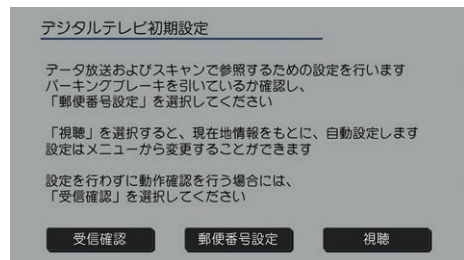 デジタルテレビ初期設定
データ放送およびスキャンで参照するための設定を行います
パーキングブレーキを引いているか確認し、
「郵便番号設定」を選択してください
「視聴」を選択すると、現在地情報をもとに、自動設定します
設定はメニューから変更することができます
設定を行わずに動作確認を行う場合には、
「受信確認」を選択してください
受信確認 郵便番号設定 視聴